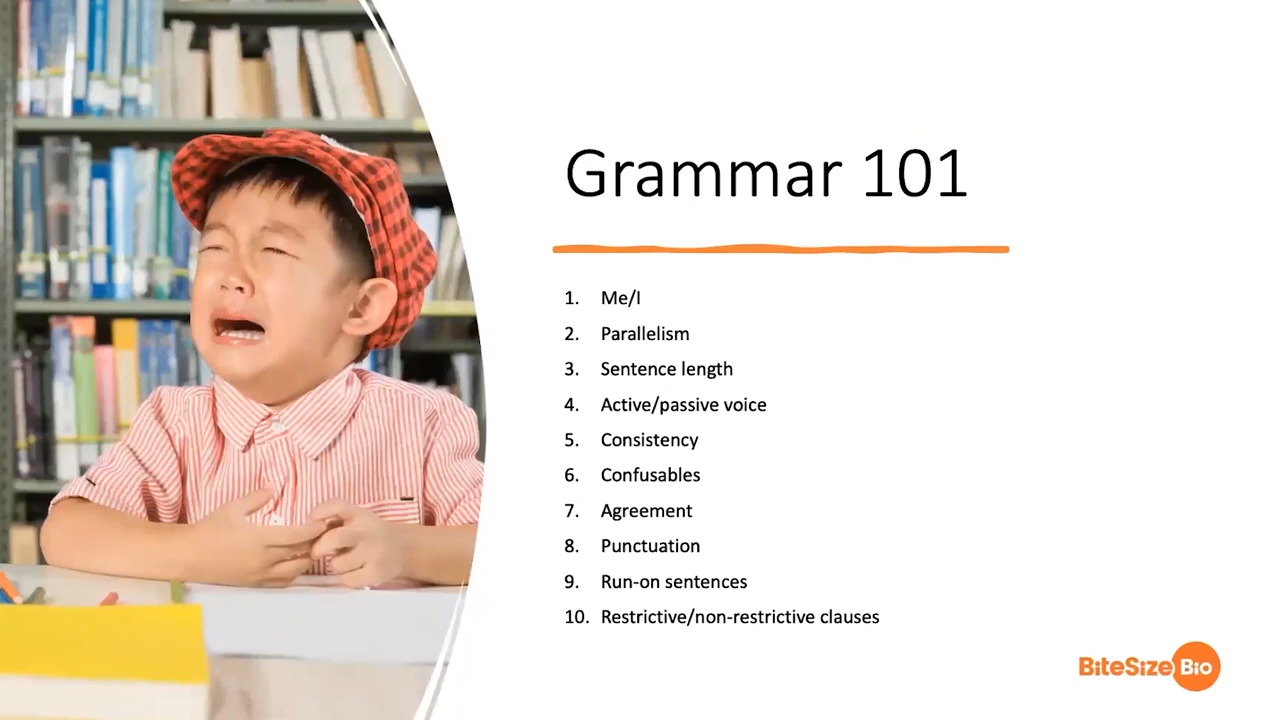 Grammar 101
1. Me/I
2. Parallelism
3. Sentence length
4. Active/passive voice
5. Consistency
6. Confusables
7. Agreement
8. Punctuation
9. Run-on sentences
10. Restrictive/non-restrictive clauses
BiteSize Bio